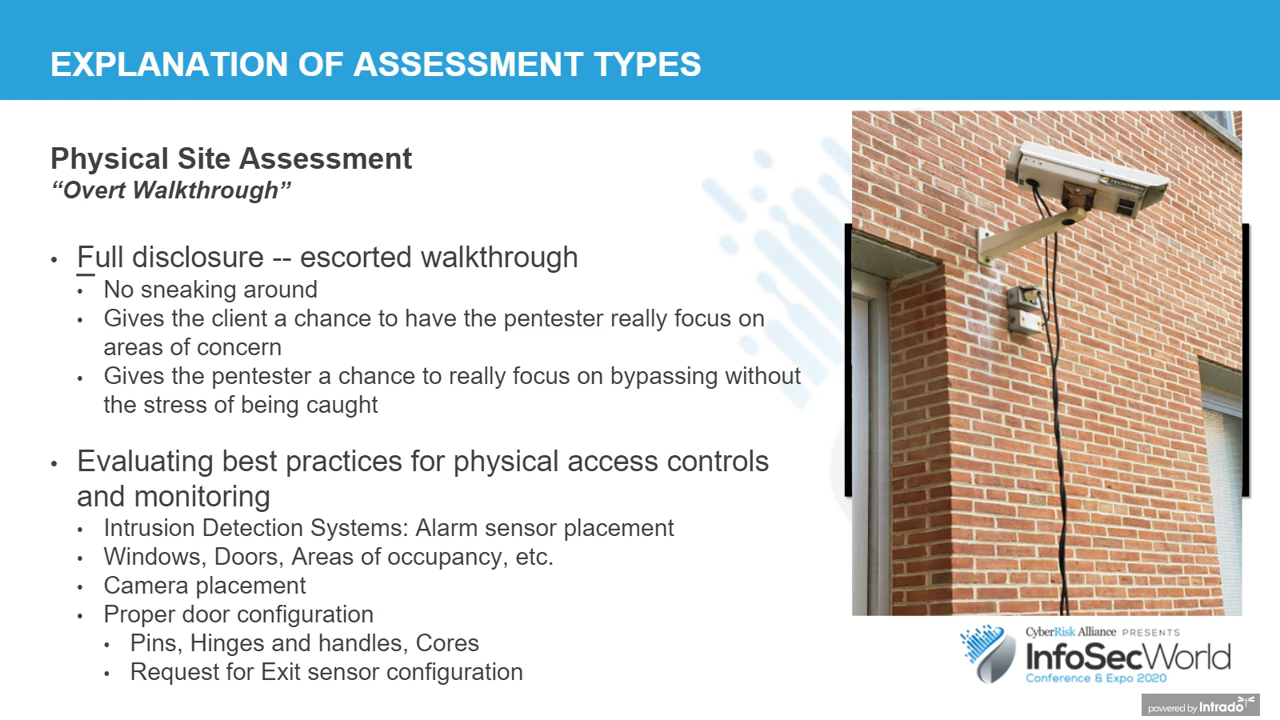 EXPLANATION OF ASSESSMENT TYPES
Physical Site Assessment
“Overt Walkthrough”
• Full disclosure -- escorted walkthrough
• No sneaking around
• Gives the client a chance to have the pentester really focus on
areas of concern
• Gives the pentester a chance to really focus on bypassing without
the stress of being caught
• Evaluating best practices for physical access controls
and monitoring
• Intrusion Detection Systems: Alarm sensor placement
• Windows, Doors, Areas of occupancy, etc.
• Camera placement
• Proper door configuration
• Pins, Hinges and handles, Cores
• Request for Exit sensor configuration
CyberRisk Alliance PRESENTS
InfoSecWorld
Conference & Expo 2020
powered by Intrado